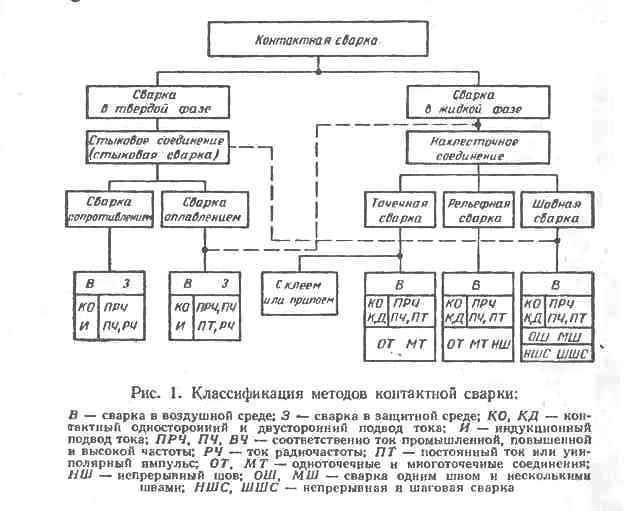 Контактная сварка
Сварка
в твердой фазе
Сварка
в жидкой фазе
Стыковое соединение
(стыковая сварка)
Нахлесточное
соединение
Сварка
сопротивлением
Сварка
оплавлением
Точечная
сварка
Рельефная
сварка
Шовная
сварка
В З
КО ПРЧ
И ПЧ, РЧ
В З
КО ПРЧ, ПЧ
И ПТ, РЧ
С клеем
или припоем
В
КО ПРЧ
КД ПЧ, ПТ
ОТ МТ
В
КО ПРЧ
КД ПЧ, ПТ
ОТ МТ НШ
В З
КО ПРЧ
КД ПЧ, ПТ
ОШ МШ
НШС ШШС
Рис. 1. Классификация методов контактной сварки:
В — сварка в воздушной среде; З — сварка в защитной среде; КО, КД — кон-
тактный односторонний и двусторонний подвод тока; И — индукционный
подвод тока; ПРЧ, ПЧ, ВЧ — соответственно ток промышленной, повышенной
и высокой частоты; РЧ — ток радиочастоты; ПТ — постоянный ток или уни-
полярный импульс; ОТ, МТ — одноточечные и многоточечные соединения;
НШ — непрерывный шов; ОШ, МШ — сварка одним швом и несколькими
швами; НШС, ШШС — непрерывная и шаговая сварка